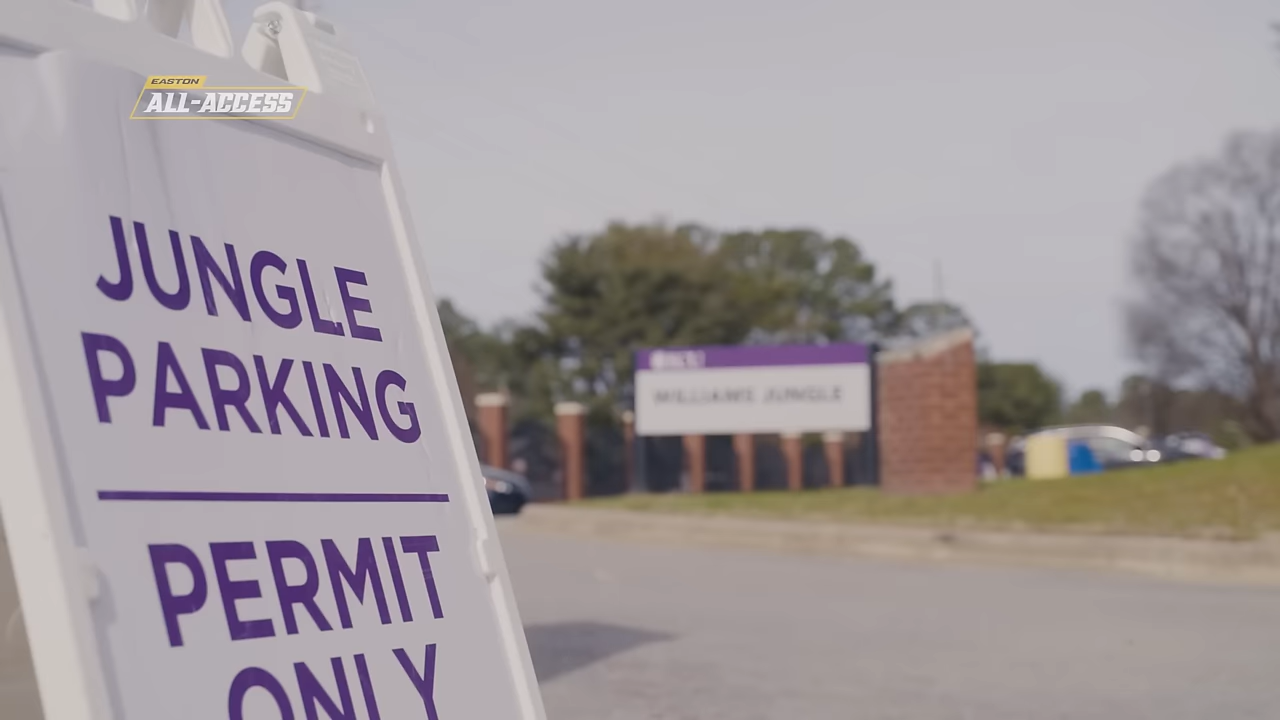 EASTON
ALL-ACCESS
JUNGLE
PARKING
PERMIT
ONLY
WILLIAMS JUNGLE